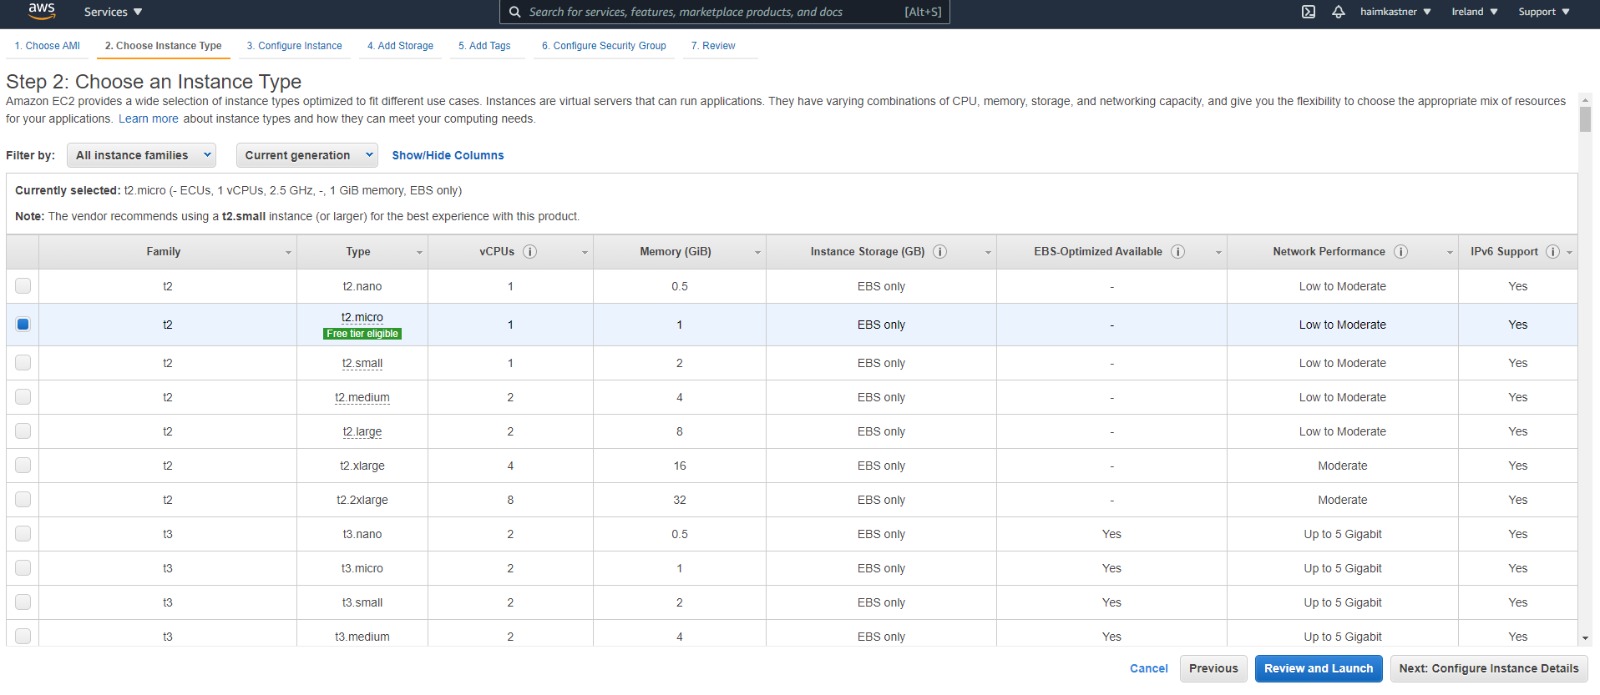 aws Services Search for services, features, marketplace products, and docs [Alt+S] haimkastner Ireland Support
1. Choose AMI 2. Choose Instance Type 3. Configure Instance 4. Add Storage 5. Add Tags 6. Configure Security Group 7. Review
Step 2: Choose an Instance Type
Amazon EC2 provides a wide selection of instance types optimized to fit different use cases. Instances are virtual servers that can run applications. They have varying combinations of CPU, memory, storage, and networking capacity, and give you the flexibility to choose the appropriate mix of resources
for your applications. Learn more about instance types and how they can meet your computing needs.
Filter by: All instance families Current generation Show/Hide Columns
Currently selected: t2.micro (- ECUs, 1 vCPUs, 2.5 GHz, -, 1 GiB memory, EBS only)
Note: The vendor recommends using a t2.small instance (or larger) for the best experience with this product.
Family Type vCPUs Memory (GiB) Instance Storage (GB) EBS-Optimized Available Network Performance IPv6 Support
t2 t2.nano 1 0.5 EBS only - Low to Moderate Yes
t2 t2.micro 1 1 EBS only - Low to Moderate Yes
Free tier eligible
t2 t2.small 1 2 EBS only - Low to Moderate Yes
t2 t2.medium 2 4 EBS only - Low to Moderate Yes
t2 t2.large 2 8 EBS only - Low to Moderate Yes
t2 t2.xlarge 4 16 EBS only - Moderate Yes
t2 t2.2xlarge 8 32 EBS only - Moderate Yes
t3 t3.nano 2 0.5 EBS only Yes Up to 5 Gigabit Yes
t3 t3.micro 2 1 EBS only Yes Up to 5 Gigabit Yes
t3 t3.small 2 2 EBS only Yes Up to 5 Gigabit Yes
t3 t3.medium 2 4 EBS only Yes Up to 5 Gigabit Yes
Cancel Previous Review and Launch Next: Configure Instance Details